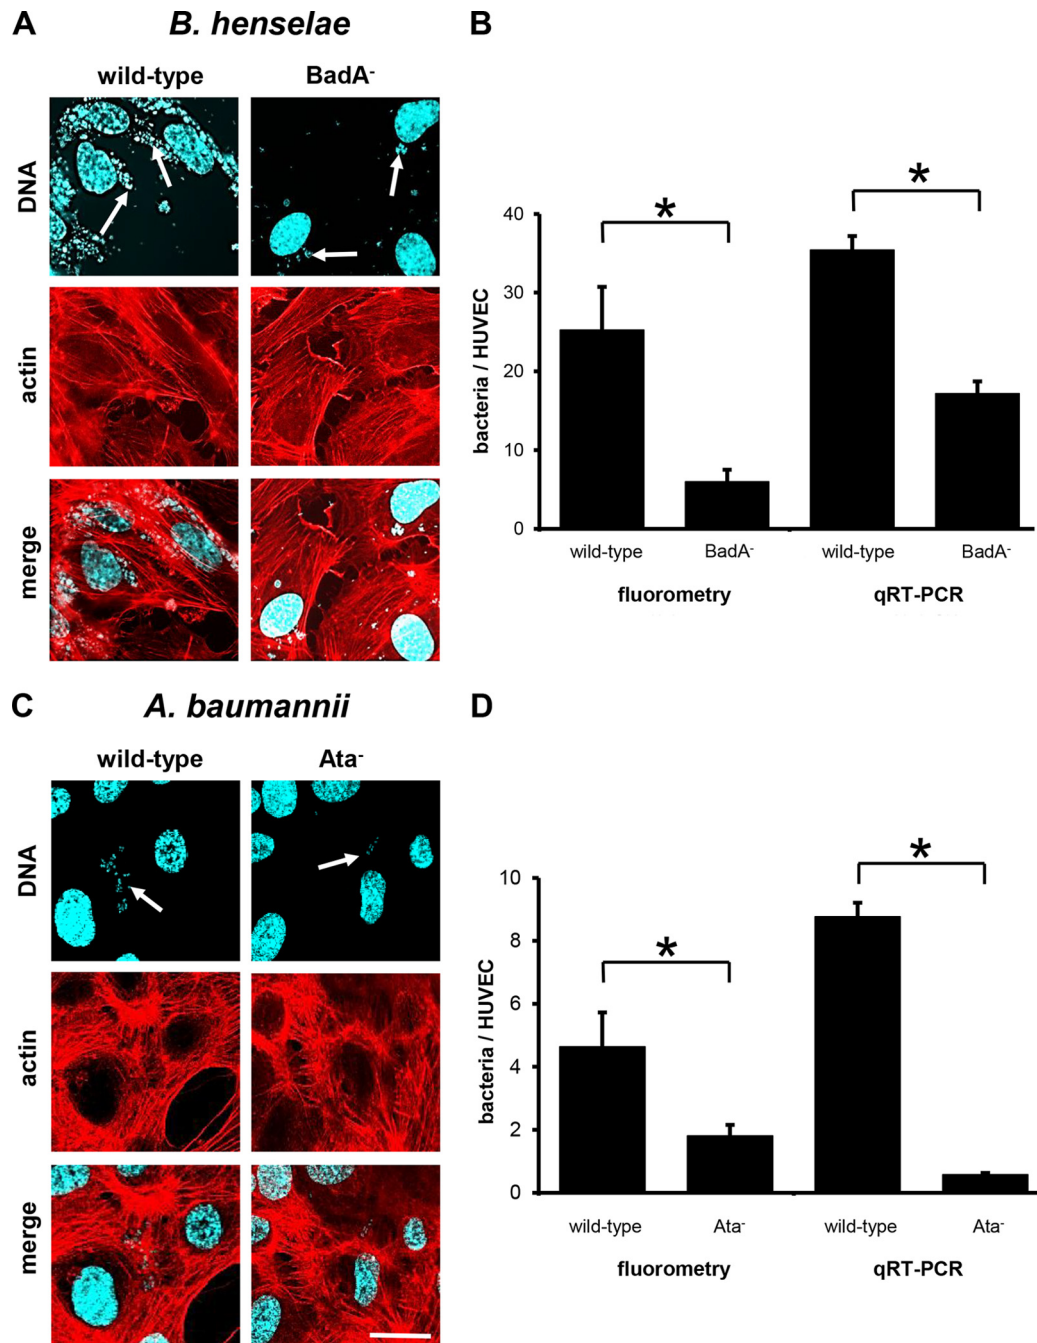 A
B. henselae
wild-type
BadA-
DNA
actin
merge
B
bacteria / HUVEC
40
30
20
10
0
*
*
wild-type
BadA-
wild-type
BadA-
fluorometry
qRT-PCR
C
A. baumannii
wild-type
Ata-
DNA
actin
merge
D
bacteria / HUVEC
10
8
6
4
2
0
*
*
wild-type
Ata-
wild-type
Ata-
fluorometry
qRT-PCR